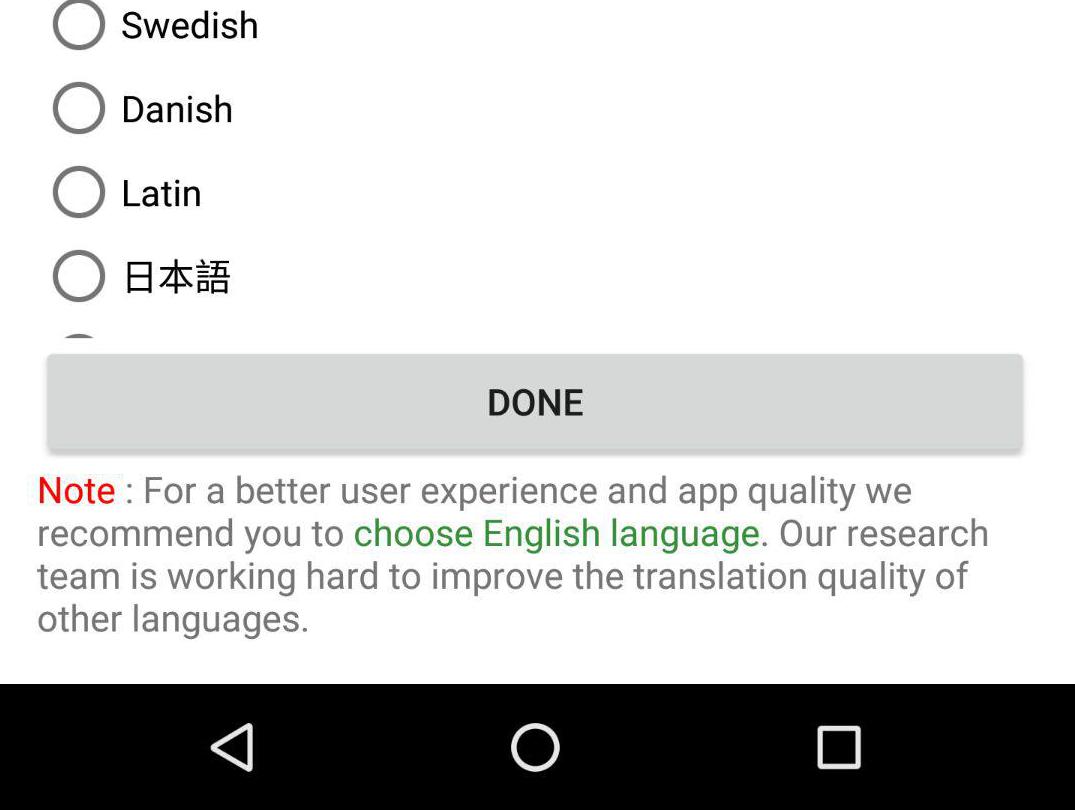 Swedish
Danish
Latin
日本語
DONE
Note : For a better user experience and app quality we
recommend you to choose English language. Our research
team is working hard to improve the translation quality of
other languages.